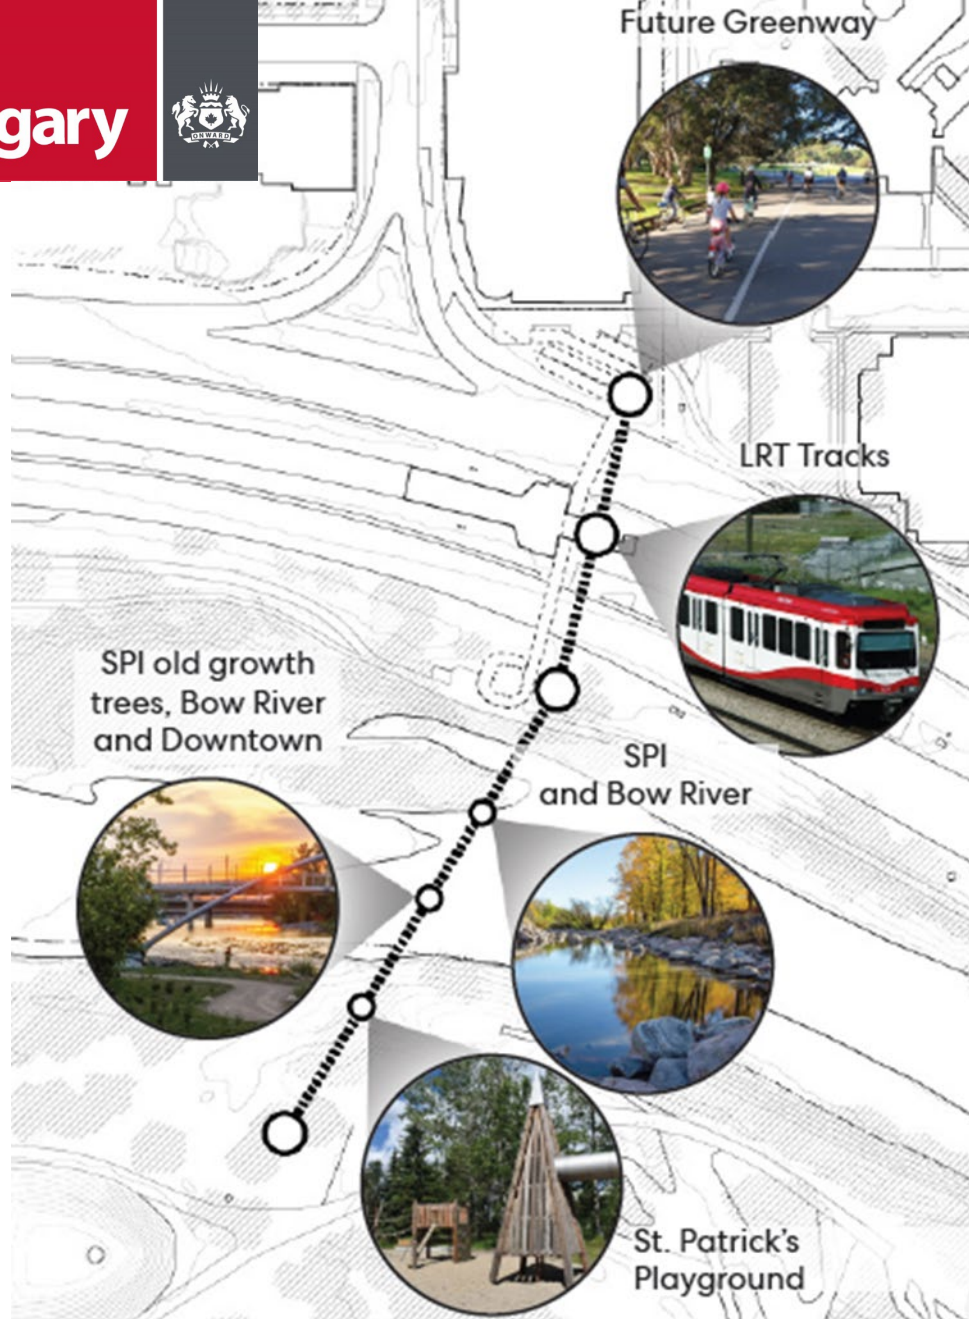 gary
ONWARD
Future Greenway
LRT Tracks
SPI old growth
trees, Bow River
and Downtown
SPI
and Bow River
St. Patrick's
Playground